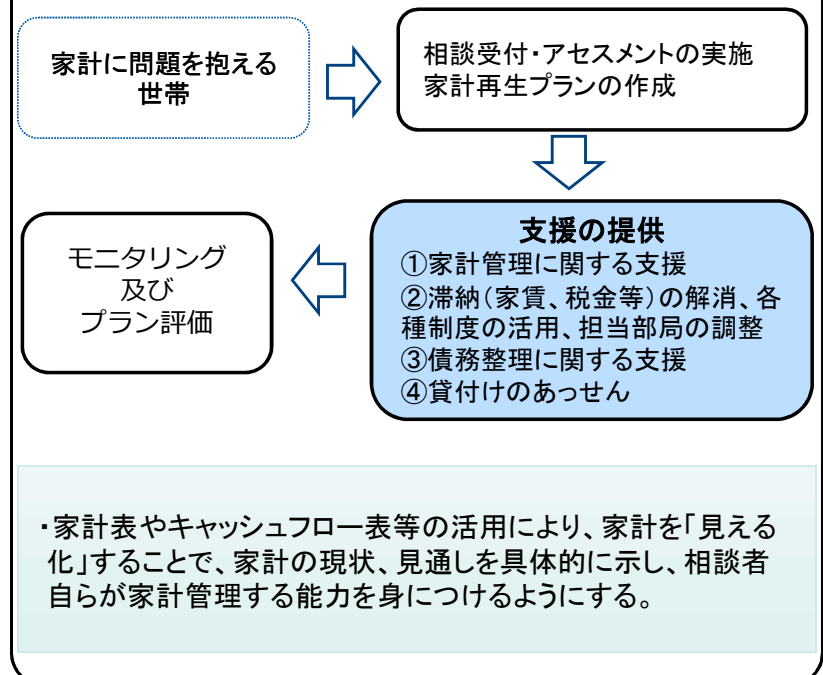 家計に問題を抱える
世帯
相談受付・アセスメントの実施
家計再生プランの作成
支援の提供
①家計管理に関する支援
②滞納（家賃、税金等）の解消、各
種制度の活用、担当部局の調整
③債務整理に関する支援
④貸付けのあっせん
モニタリング
及び
プラン評価
・家計表やキャッシュフロー表等の活用により、家計を「見える
化」することで、家計の現状、見通しを具体的に示し、相談者
自らが家計管理する能力を身につけるようにする。